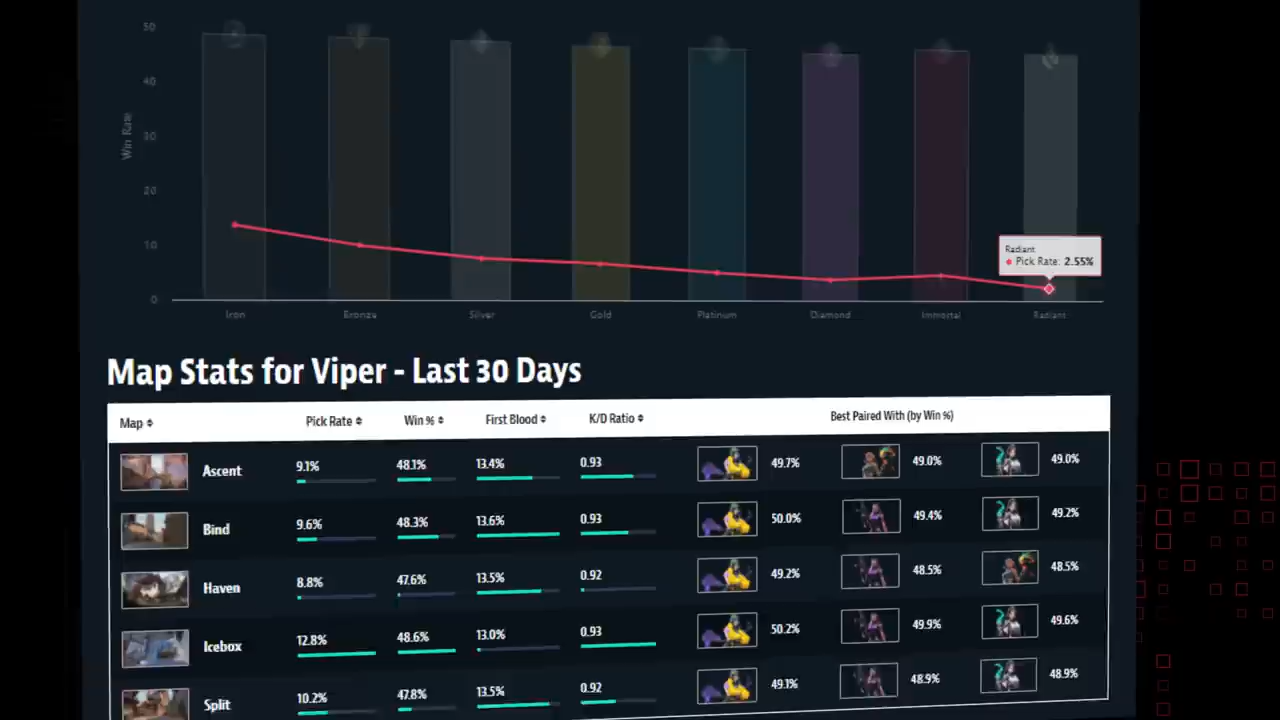 50
40
30
20
10
0
Win Rate
Radiant
Pick Rate: 2.55%
Iron Bronze Silver Gold Platinum Diamond Immortal Radiant
Map Stats for Viper - Last 30 Days
Map Pick Rate Win % First Blood K/D Ratio Best Paired With (by Win %)
Ascent 9.1% 48.1% 13.4% 0.93 49.7% 49.0% 49.0%
Bind 9.6% 48.3% 13.6% 0.93 50.0% 49.4% 49.2%
Haven 8.8% 47.6% 13.5% 0.92 49.2% 48.5% 48.5%
Icebox 12.8% 48.6% 13.0% 0.93 50.2% 49.9% 49.6%
Split 10.2% 47.8% 13.5% 0.92 49.1% 48.9% 48.9%